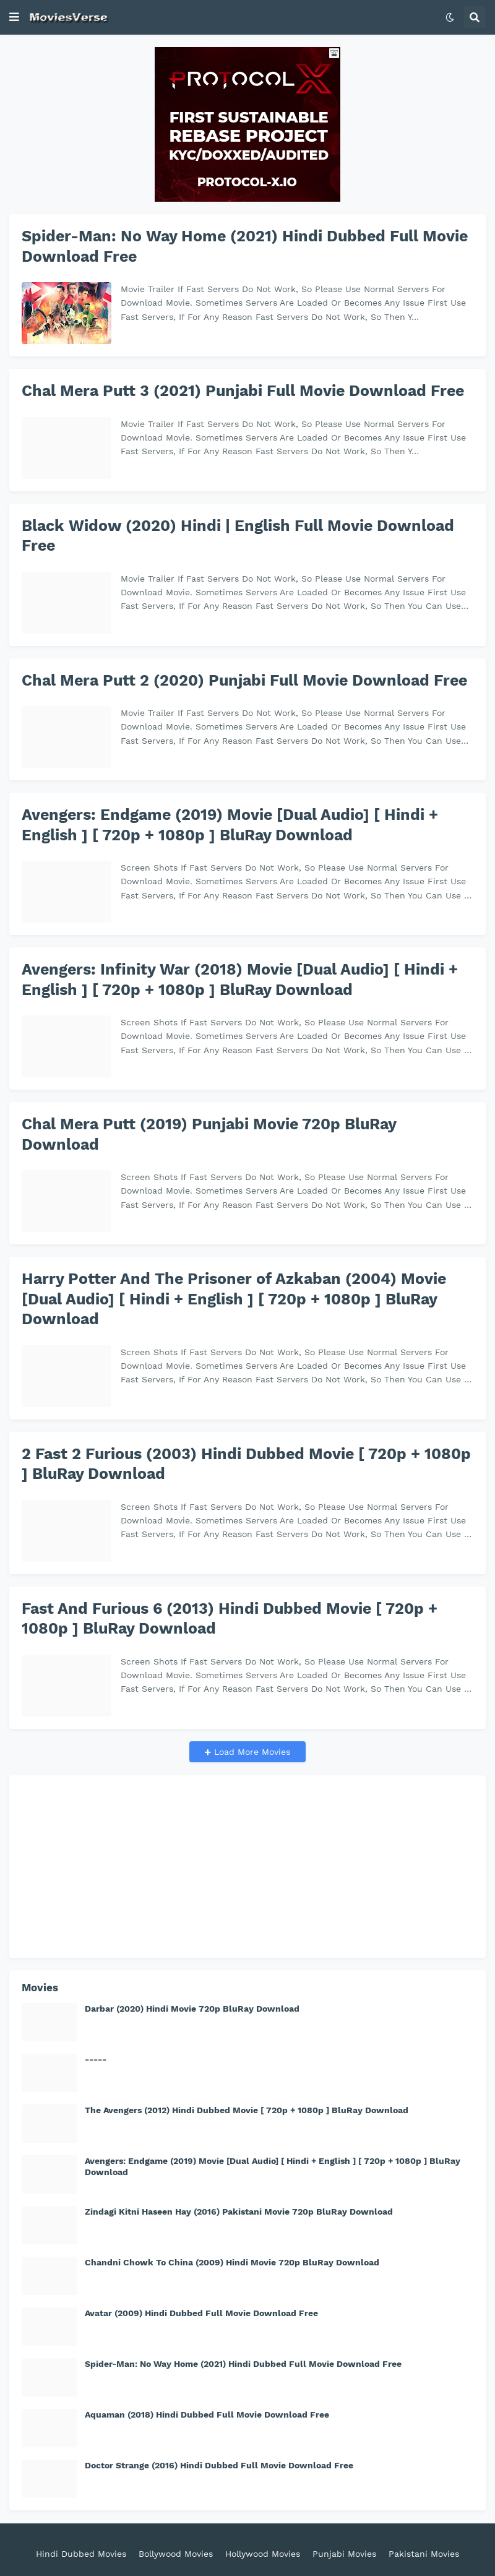 MoviesVerse
PROTOCOLX
FIRST SUSTAINABLE
REBASE PROJECT
KYC/DOXXED/AUDITED
PROTOCOL-X.IO
Spider-Man: No Way Home (2021) Hindi Dubbed Full Movie
Download Free
Movie Trailer If Fast Servers Do Not Work, So Please Use Normal Servers For
Download Movie. Sometimes Servers Are Loaded Or Becomes Any Issue First Use
Fast Servers, If For Any Reason Fast Servers Do Not Work, So Then Y...
Chal Mera Putt 3 (2021) Punjabi Full Movie Download Free
Movie Trailer If Fast Servers Do Not Work, So Please Use Normal Servers For
Download Movie. Sometimes Servers Are Loaded Or Becomes Any Issue First Use
Fast Servers, If For Any Reason Fast Servers Do Not Work, So Then Y...
Black Widow (2020) Hindi | English Full Movie Download
Free
Movie Trailer If Fast Servers Do Not Work, So Please Use Normal Servers For
Download Movie. Sometimes Servers Are Loaded Or Becomes Any Issue First Use
Fast Servers, If For Any Reason Fast Servers Do Not Work, So Then You Can Use...
Chal Mera Putt 2 (2020) Punjabi Full Movie Download Free
Movie Trailer If Fast Servers Do Not Work, So Please Use Normal Servers For
Download Movie. Sometimes Servers Are Loaded Or Becomes Any Issue First Use
Fast Servers, If For Any Reason Fast Servers Do Not Work, So Then You Can Use...
Avengers: Endgame (2019) Movie [Dual Audio] [ Hindi +
English ] [ 720p + 1080p ] BluRay Download
Screen Shots If Fast Servers Do Not Work, So Please Use Normal Servers For
Download Movie. Sometimes Servers Are Loaded Or Becomes Any Issue First Use
Fast Servers, If For Any Reason Fast Servers Do Not Work, So Then You Can Use ...
Avengers: Infinity War (2018) Movie [Dual Audio] [ Hindi +
English ] [ 720p + 1080p ] BluRay Download
Screen Shots If Fast Servers Do Not Work, So Please Use Normal Servers For
Download Movie. Sometimes Servers Are Loaded Or Becomes Any Issue First Use
Fast Servers, If For Any Reason Fast Servers Do Not Work, So Then You Can Use ...
Chal Mera Putt (2019) Punjabi Movie 720p BluRay
Download
Screen Shots If Fast Servers Do Not Work, So Please Use Normal Servers For
Download Movie. Sometimes Servers Are Loaded Or Becomes Any Issue First Use
Fast Servers, If For Any Reason Fast Servers Do Not Work, So Then You Can Use ...
Harry Potter And The Prisoner of Azkaban (2004) Movie
[Dual Audio] [ Hindi + English ] [ 720p + 1080p ] BluRay
Download
Screen Shots If Fast Servers Do Not Work, So Please Use Normal Servers For
Download Movie. Sometimes Servers Are Loaded Or Becomes Any Issue First Use
Fast Servers, If For Any Reason Fast Servers Do Not Work, So Then You Can Use ...
2 Fast 2 Furious (2003) Hindi Dubbed Movie [ 720p + 1080p
] BluRay Download
Screen Shots If Fast Servers Do Not Work, So Please Use Normal Servers For
Download Movie. Sometimes Servers Are Loaded Or Becomes Any Issue First Use
Fast Servers, If For Any Reason Fast Servers Do Not Work, So Then You Can Use ...
Fast And Furious 6 (2013) Hindi Dubbed Movie [ 720p +
1080p ] BluRay Download
Screen Shots If Fast Servers Do Not Work, So Please Use Normal Servers For
Download Movie. Sometimes Servers Are Loaded Or Becomes Any Issue First Use
Fast Servers, If For Any Reason Fast Servers Do Not Work, So Then You Can Use ...
+ Load More Movies
Movies
Darbar (2020) Hindi Movie 720p BluRay Download
-----
The Avengers (2012) Hindi Dubbed Movie [ 720p + 1080p ] BluRay Download
Avengers: Endgame (2019) Movie [Dual Audio] [ Hindi + English ] [ 720p + 1080p ] BluRay
Download
Zindagi Kitni Haseen Hay (2016) Pakistani Movie 720p BluRay Download
Chandni Chowk To China (2009) Hindi Movie 720p BluRay Download
Avatar (2009) Hindi Dubbed Full Movie Download Free
Spider-Man: No Way Home (2021) Hindi Dubbed Full Movie Download Free
Aquaman (2018) Hindi Dubbed Full Movie Download Free
Doctor Strange (2016) Hindi Dubbed Full Movie Download Free
Hindi Dubbed Movies Bollywood Movies Hollywood Movies Punjabi Movies Pakistani Movies